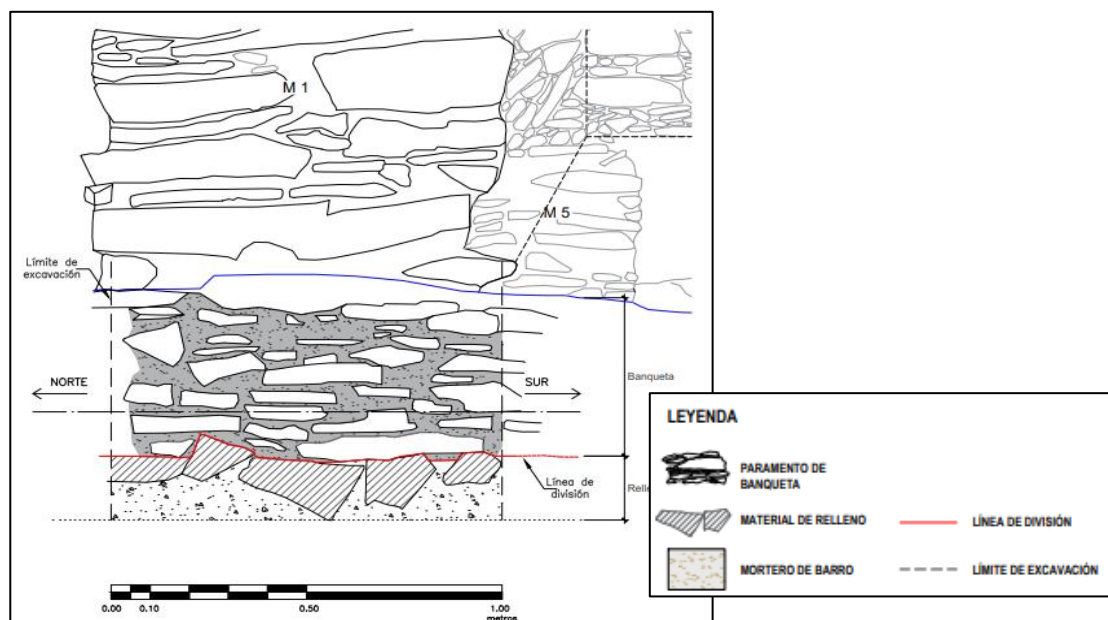 M 1
M 5
Límite de
excavación
NORTE
SUR
Banqueta
Línea de
división
0.00
0.10
0.50
1.00
metros
LEYENDA
PARAMENTO DE
BANQUETA
MATERIAL DE RELLENO
LÍNEA DE DIVISIÓN
MORTERO DE BARRO
LÍMITE DE EXCAVACIÓN